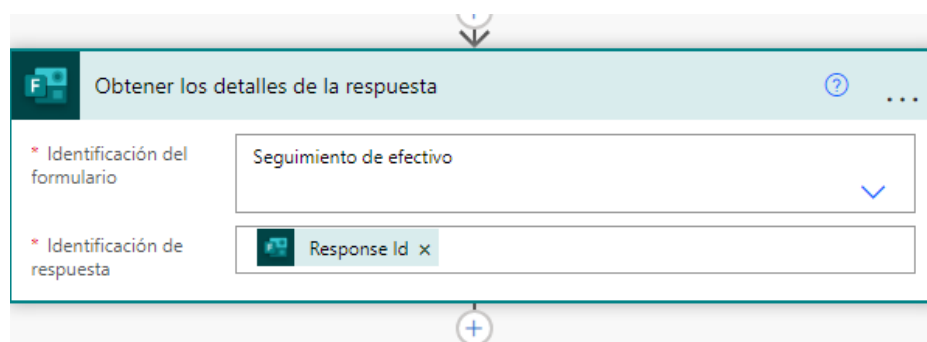 F
Obtener los detalles de la respuesta
?
...
* Identificación del
formulario
Seguimiento de efectivo
* Identificación de
respuesta
F
Response Id ×